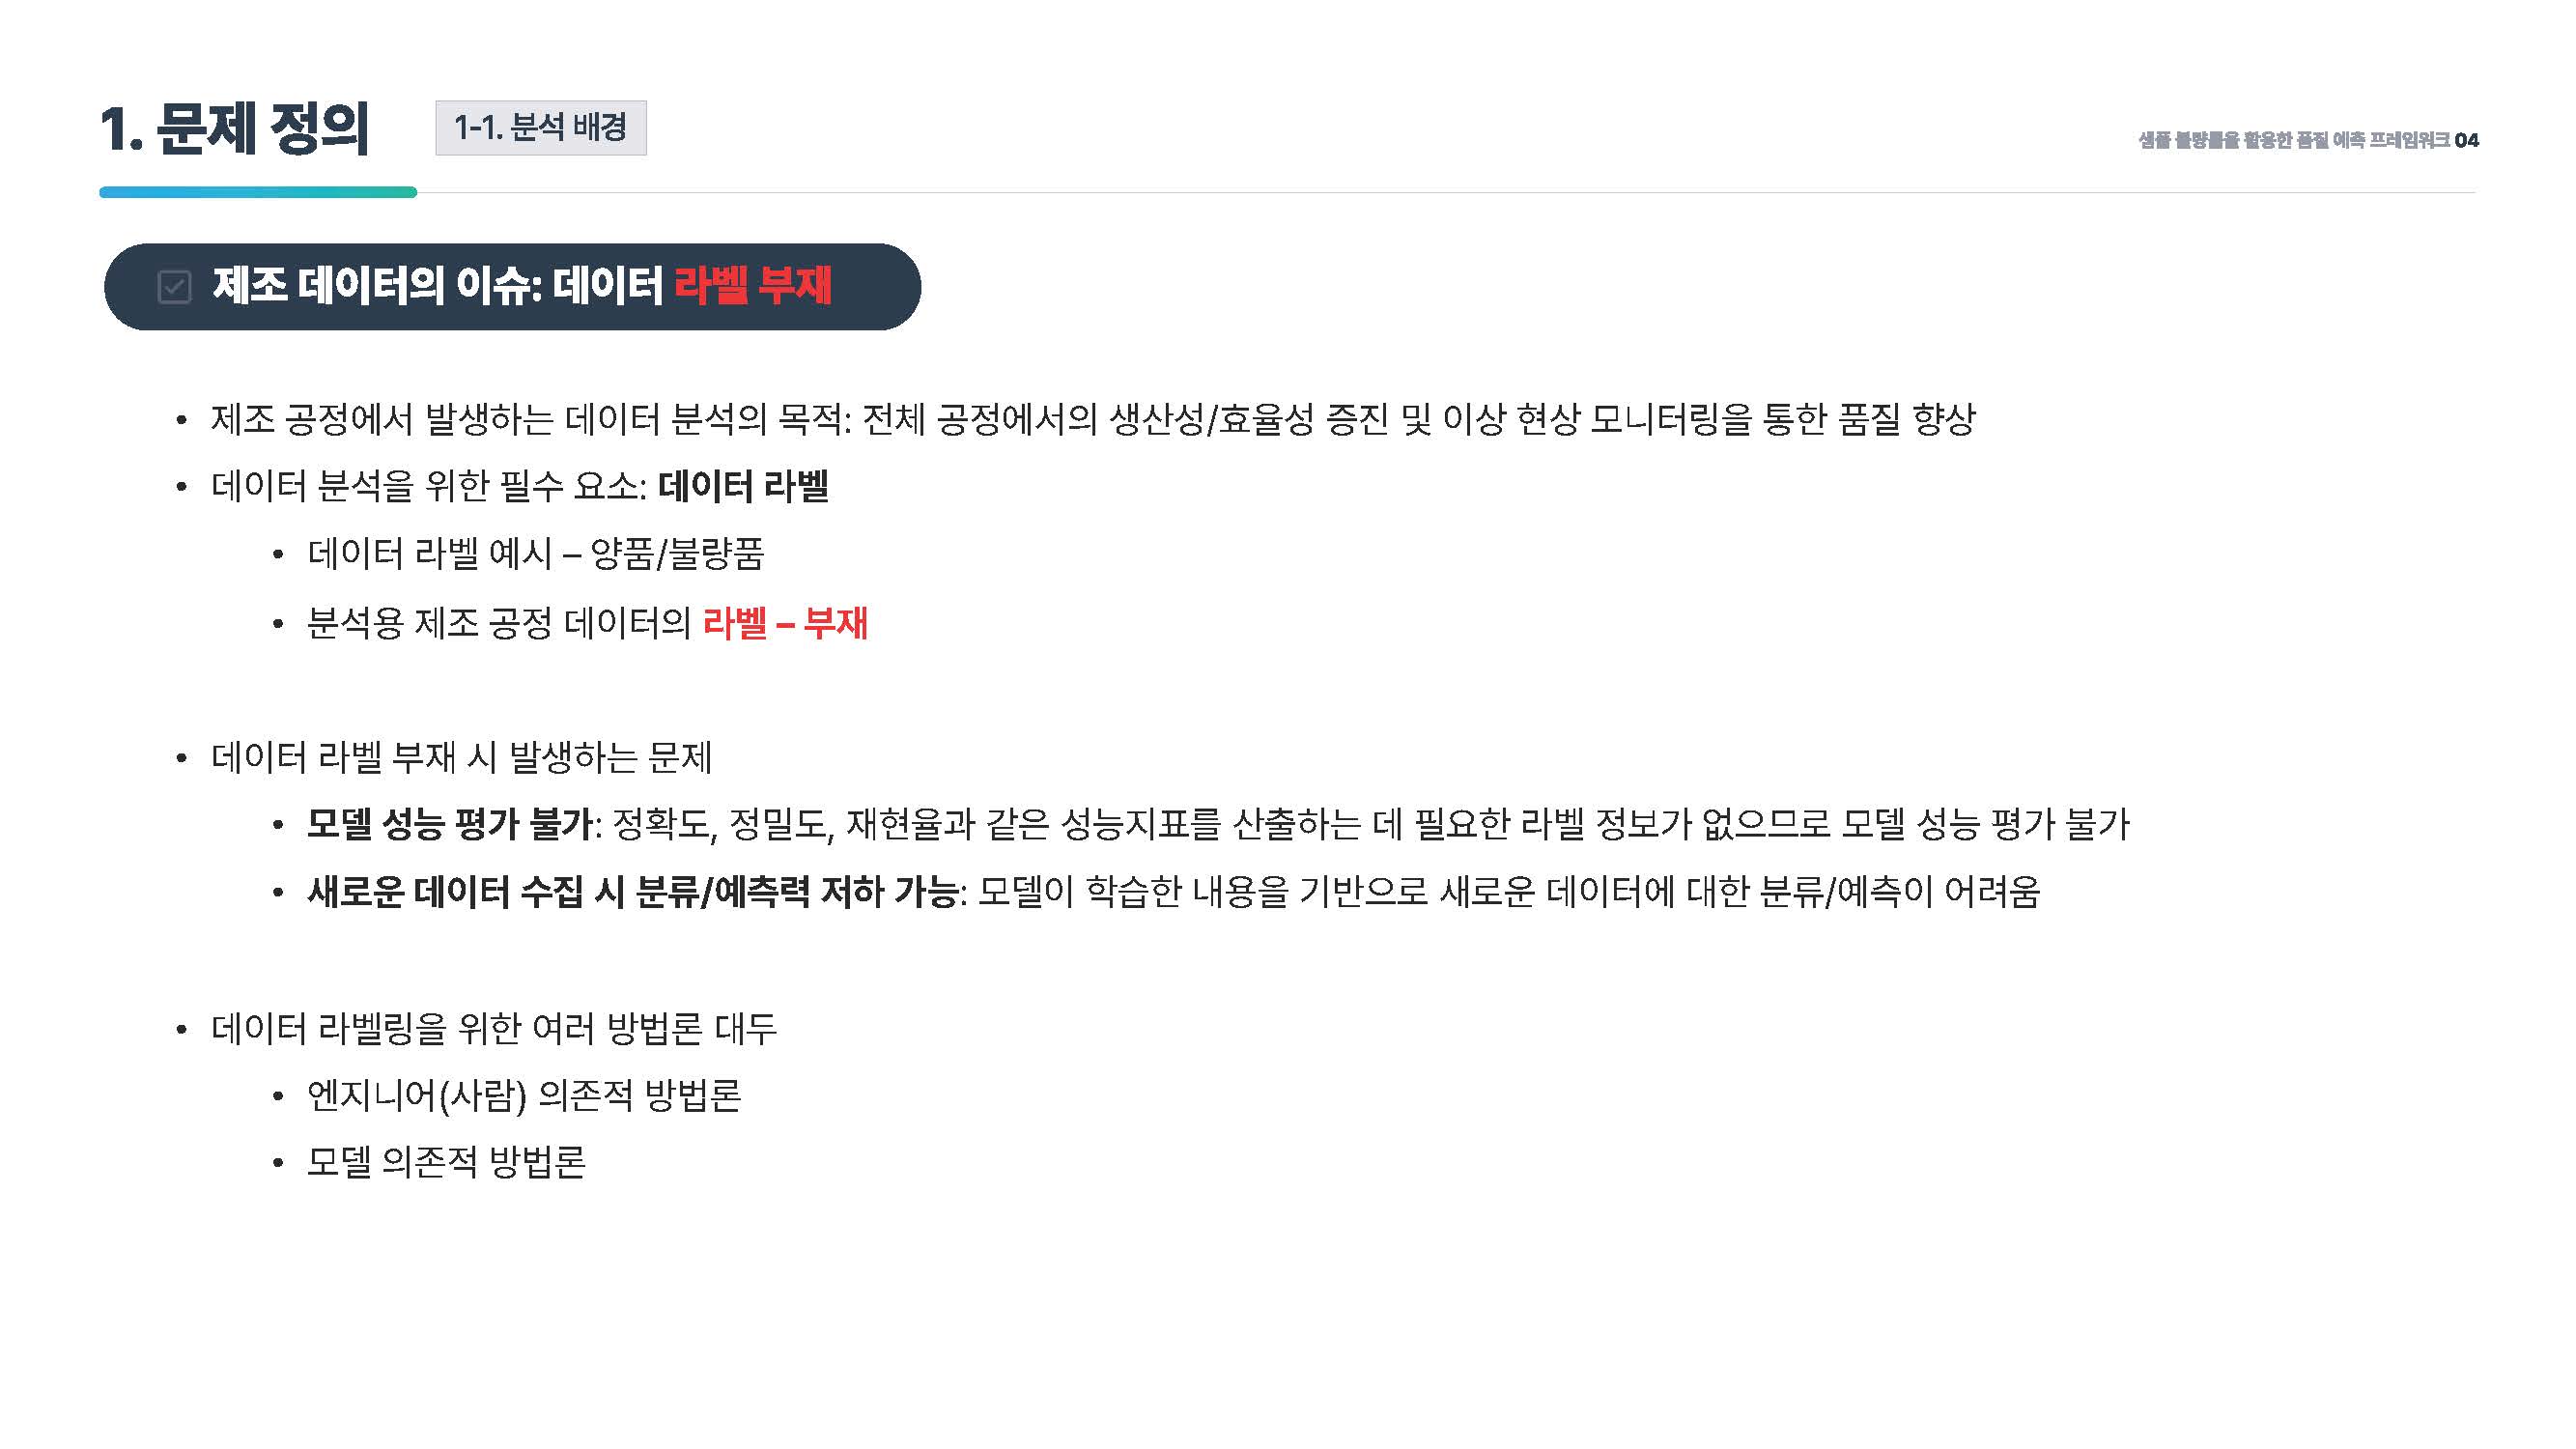 1. 문제 정의
1-1. 분석 배경
샘플 불량률을 활용한 품질 예측 프레임워크 04
제조 데이터의 이슈: 데이터 라벨 부재
• 제조 공정에서 발생하는 데이터 분석의 목적: 전체 공정에서의 생산성/효율성 증진 및 이상 현상 모니터링을 통한 품질 향상
• 데이터 분석을 위한 필수 요소: 데이터 라벨
• 데이터 라벨 예시 – 양품/불량품
• 분석용 제조 공정 데이터의 라벨 – 부재
• 데이터 라벨 부재 시 발생하는 문제
• 모델 성능 평가 불가: 정확도, 정밀도, 재현율과 같은 성능지표를 산출하는 데 필요한 라벨 정보가 없으므로 모델 성능 평가 불가
• 새로운 데이터 수집 시 분류/예측력 저하 가능: 모델이 학습한 내용을 기반으로 새로운 데이터에 대한 분류/예측이 어려움
• 데이터 라벨링을 위한 여러 방법론 대두
• 엔지니어(사람) 의존적 방법론
• 모델 의존적 방법론